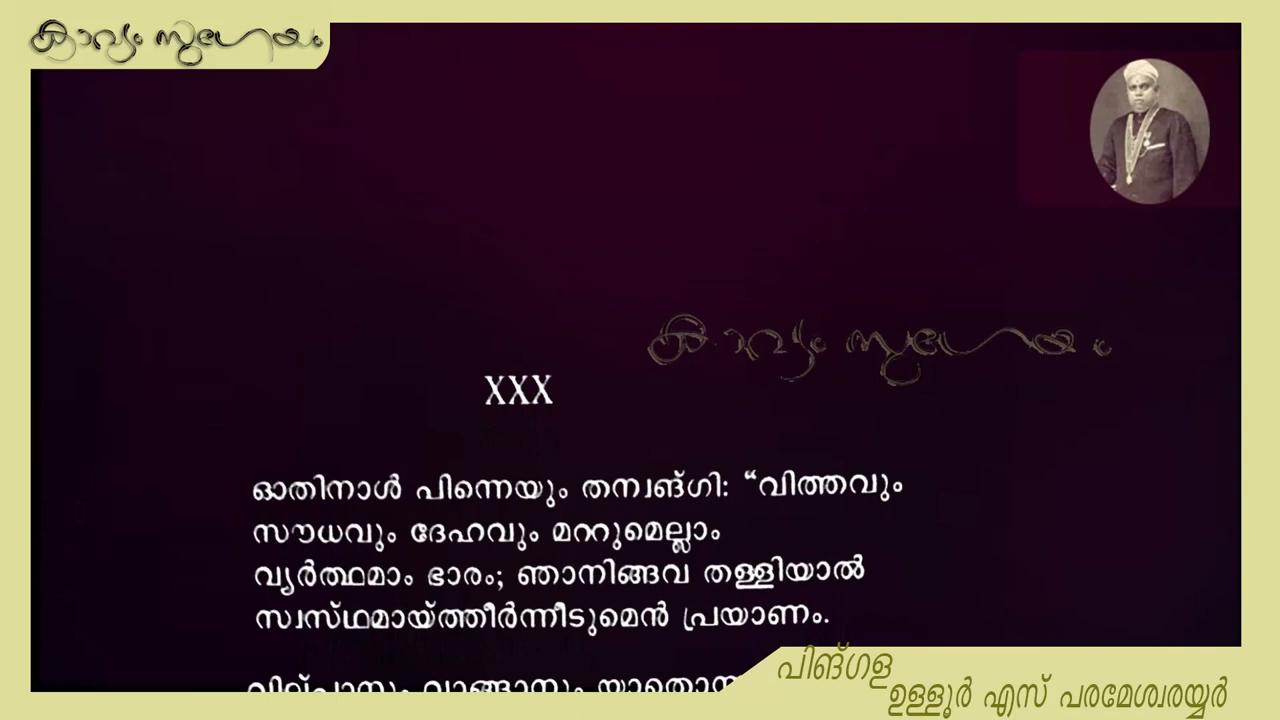 കാവ്യം സുഗേയം
കാവ്യം സുഗേയം
XXX
ഓതിനാൾ പിന്നെയും തന്വങ്ഗി: “വിത്തവും
സൗധവും ദേഹവും മററുമെല്ലാം
വ്യർത്ഥമാം ഭാരം; ഞാനിങ്ങവ തള്ളിയാൽ
സ്വസ്ഥമായ്ത്തീർന്നീടുമെൻ പ്രയാണം.
പിങ്ഗള
ഉള്ളൂർ എസ് പരമേശ്വരയ്യർ